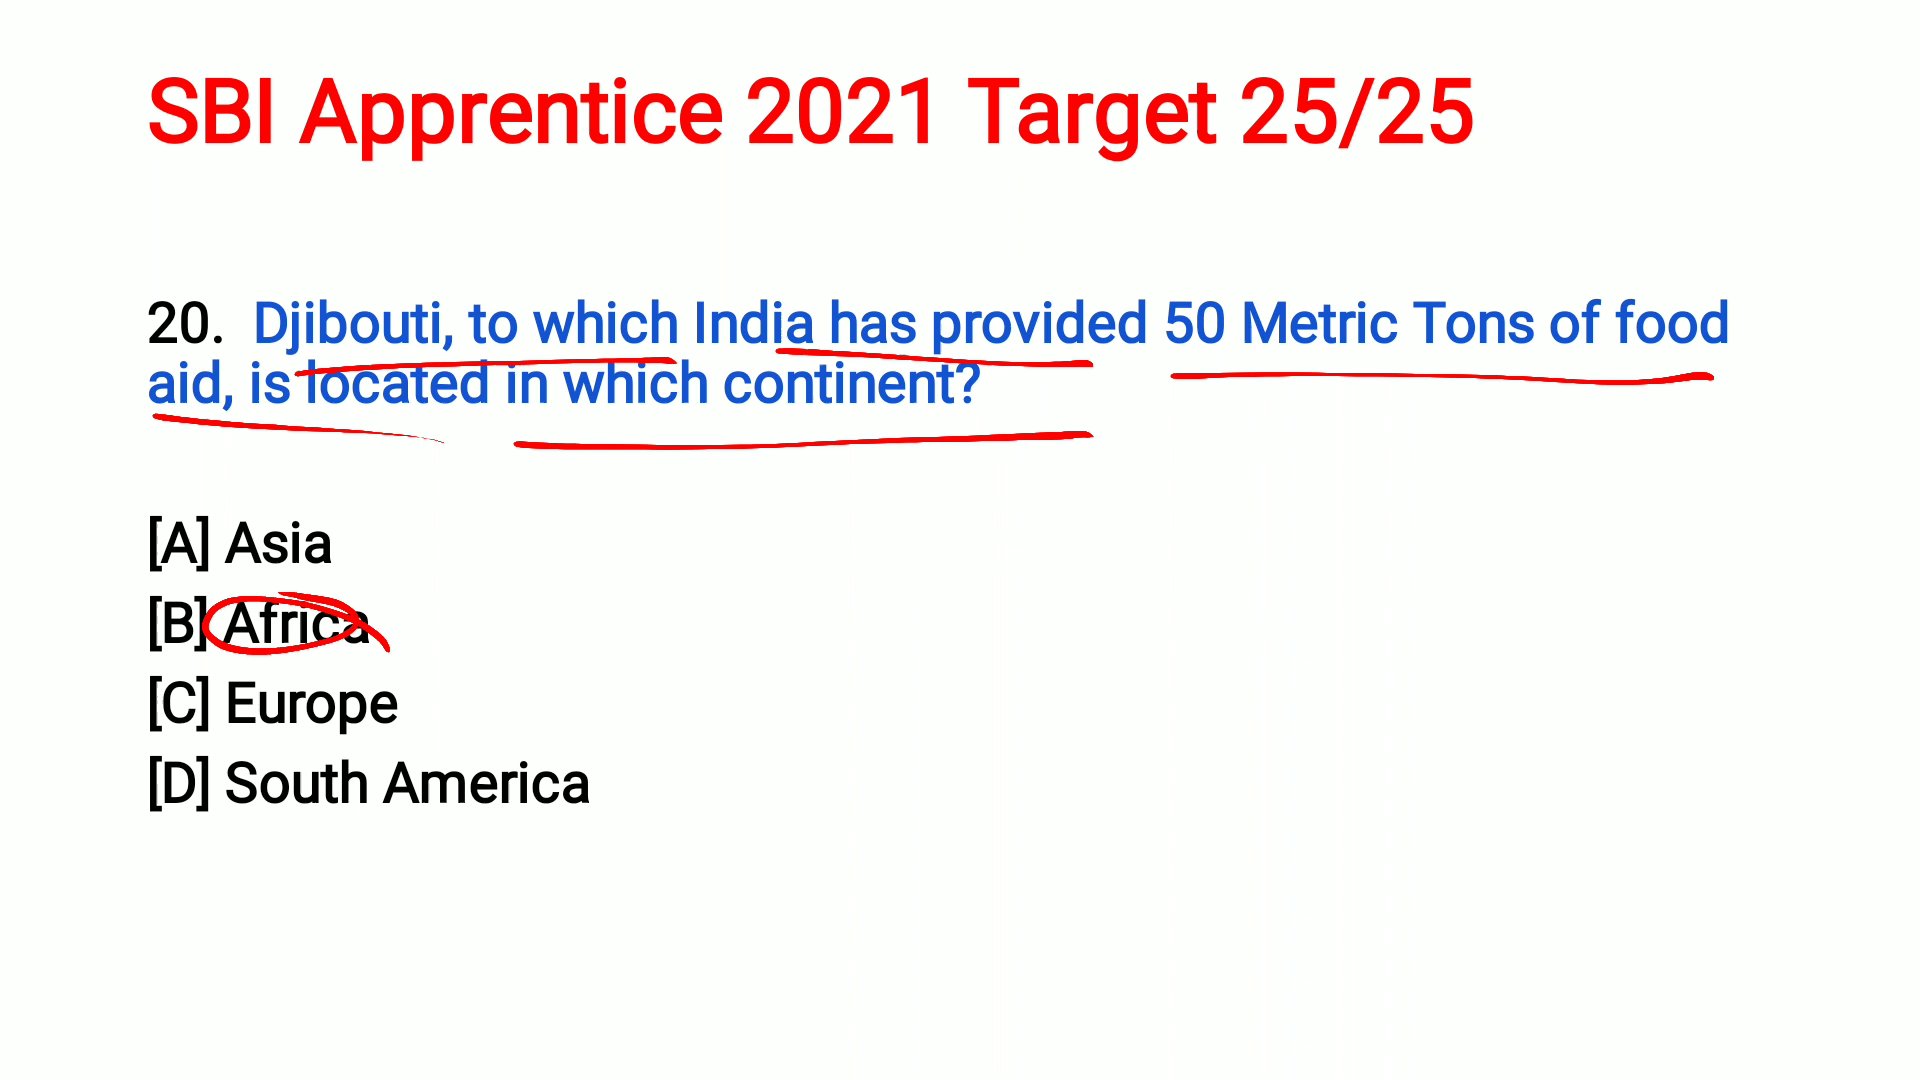 SBI Apprentice 2021 Target 25/25
20. Djibouti, to which India has provided 50 Metric Tons of food
aid, is located in which continent?
[A] Asia
[B] Africa
[C] Europe
[D] South America